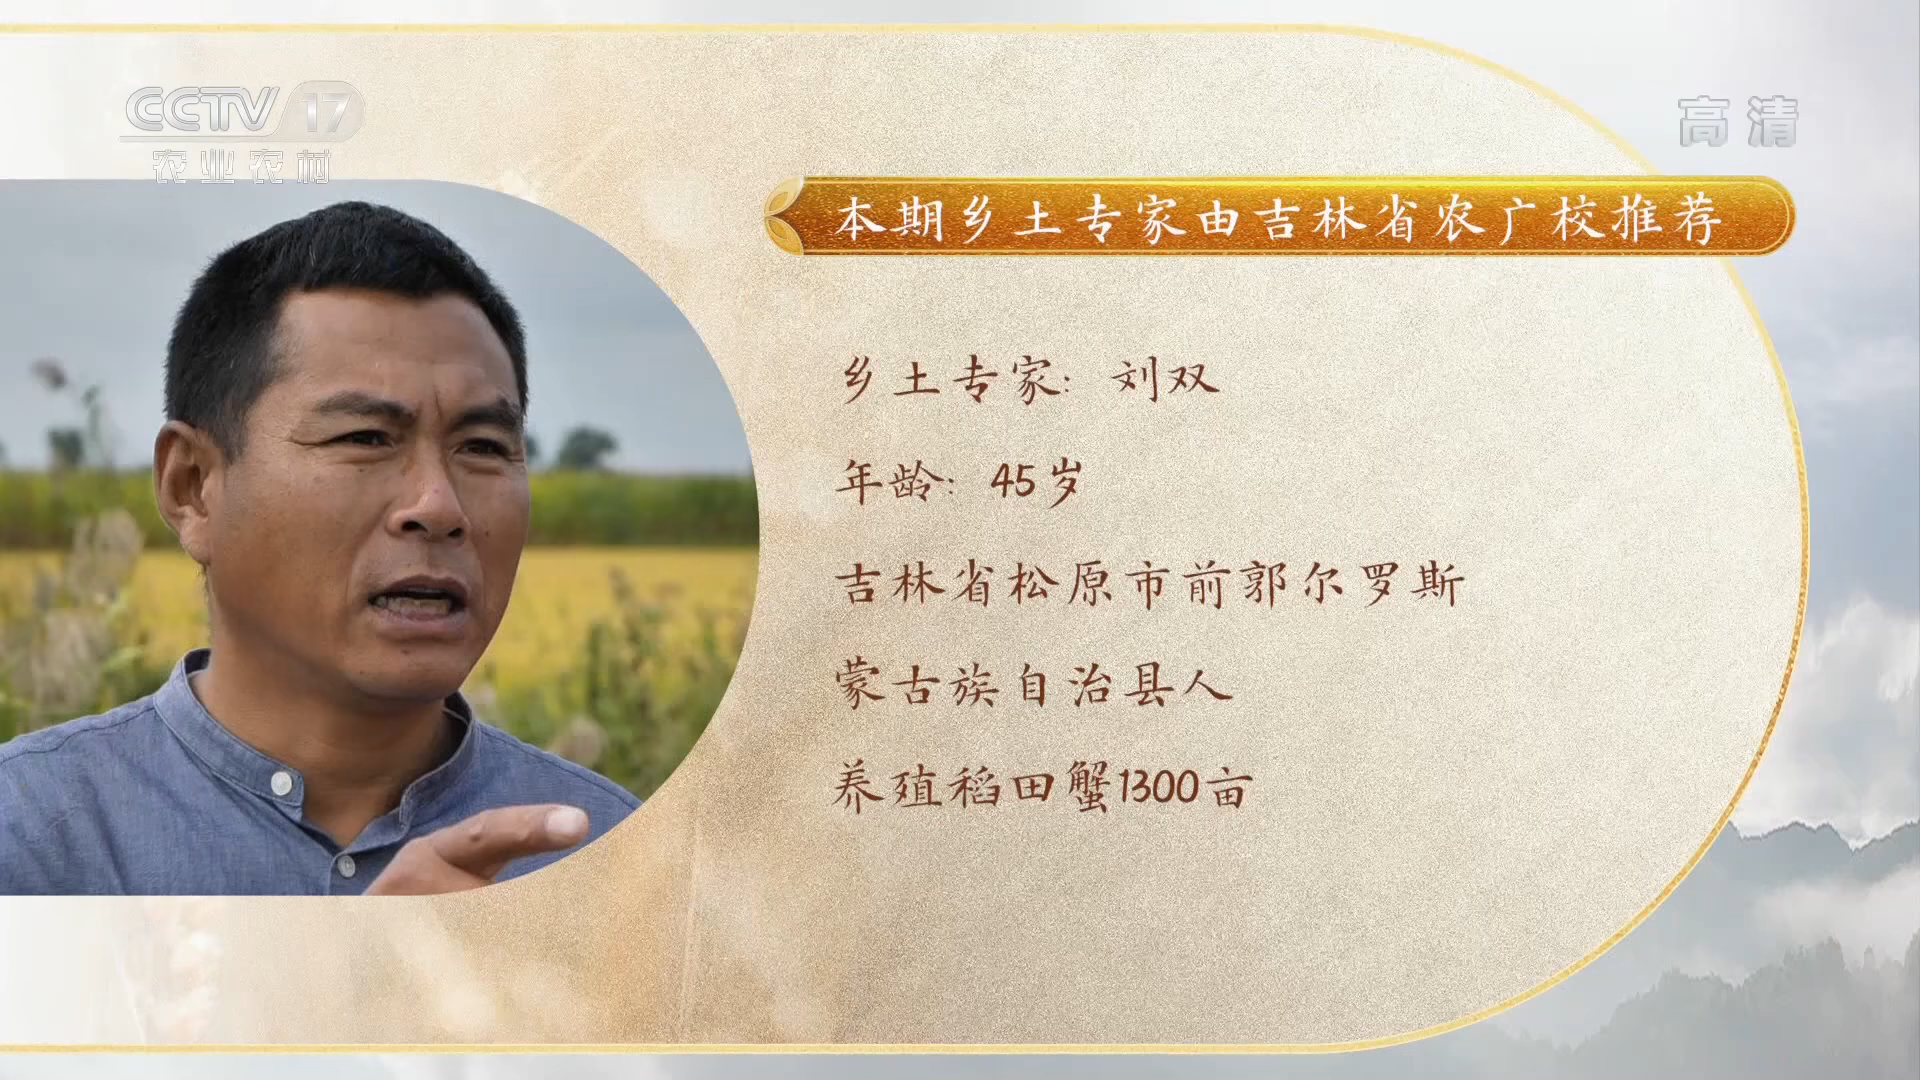 CCTV 17
农业农村
高清
本期乡土专家由吉林省农广校推荐
乡土专家：刘双
年龄：45岁
吉林省松原市前郭尔罗斯
蒙古族自治县人
养殖稻田蟹1300亩